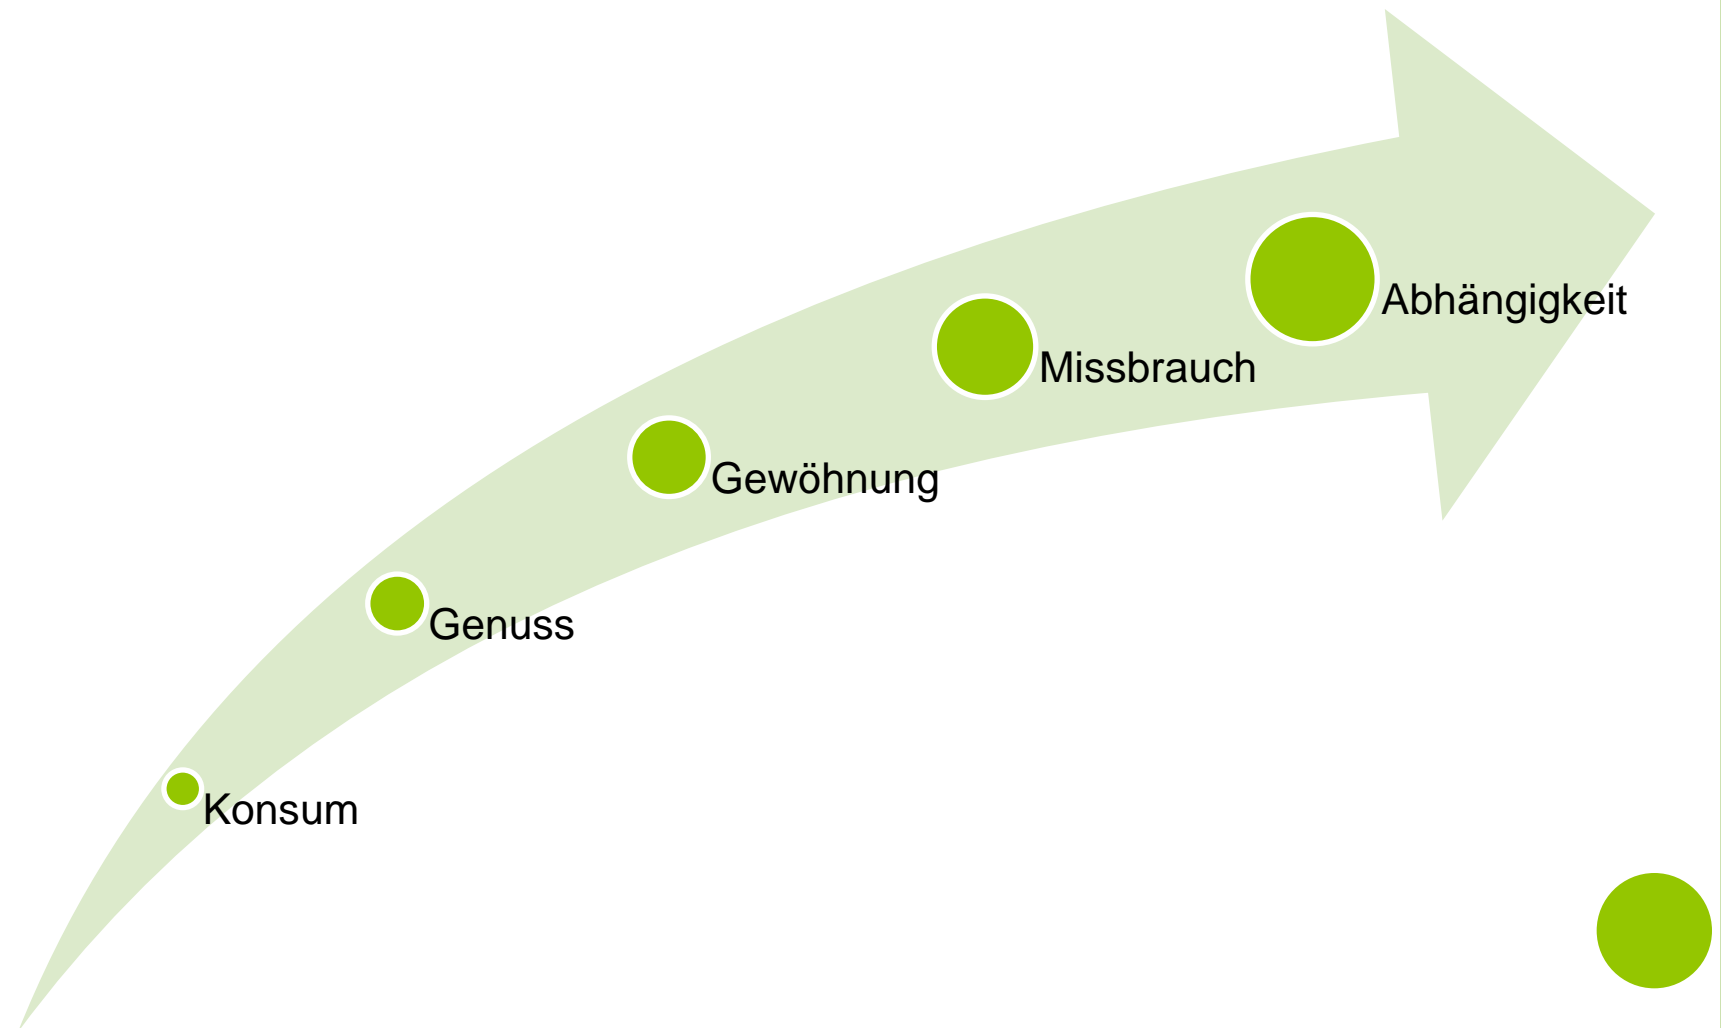 Abhängigkeit
Missbrauch
Gewöhnung
Genuss
Konsum